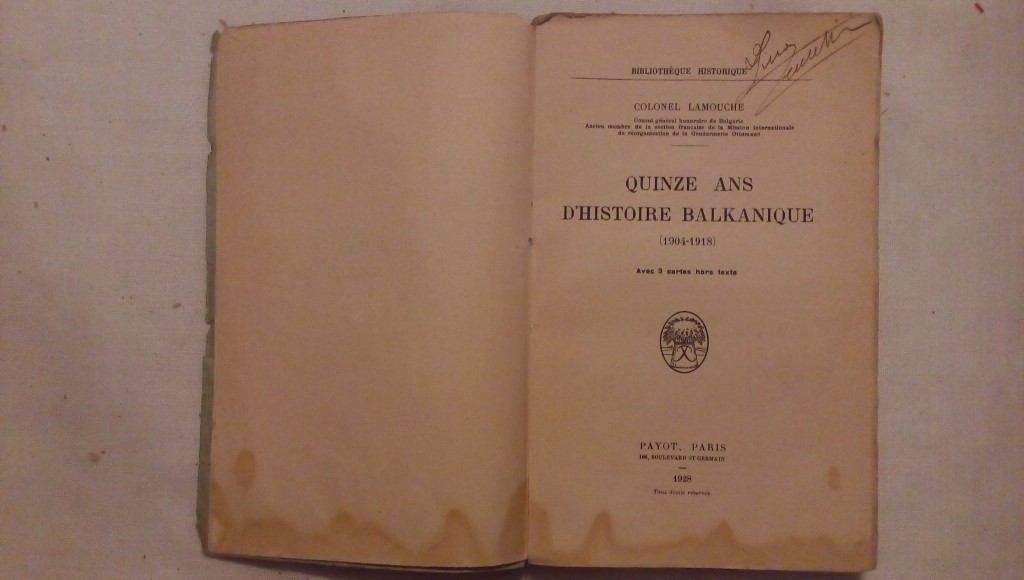 BIBLIOTHÈQUE HISTORIQUE
COLONEL LAMOUCHE
Consul général honoraire de Bulgarie
Ancien membre de la section française de la Mission internationale
de réorganisation de la Gendarmerie Ottomane
QUINZE ANS
D'HISTOIRE BALKANIQUE
(1904-1918)
Avec 3 cartes hors texte
PAYOT, PARIS
106, BOULEVARD ST-GERMAIN
1928
Tous droits réservés